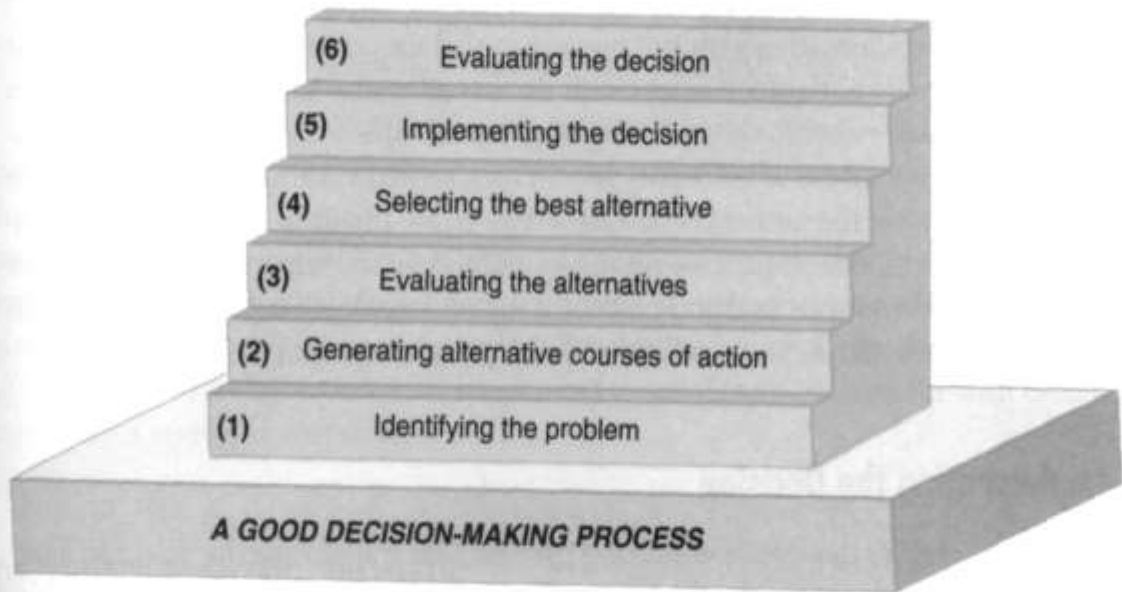 (6) Evaluating the decision
(5) Implementing the decision
(4) Selecting the best alternative
(3) Evaluating the alternatives
(2) Generating alternative courses of action
(1) Identifying the problem
A GOOD DECISION-MAKING PROCESS